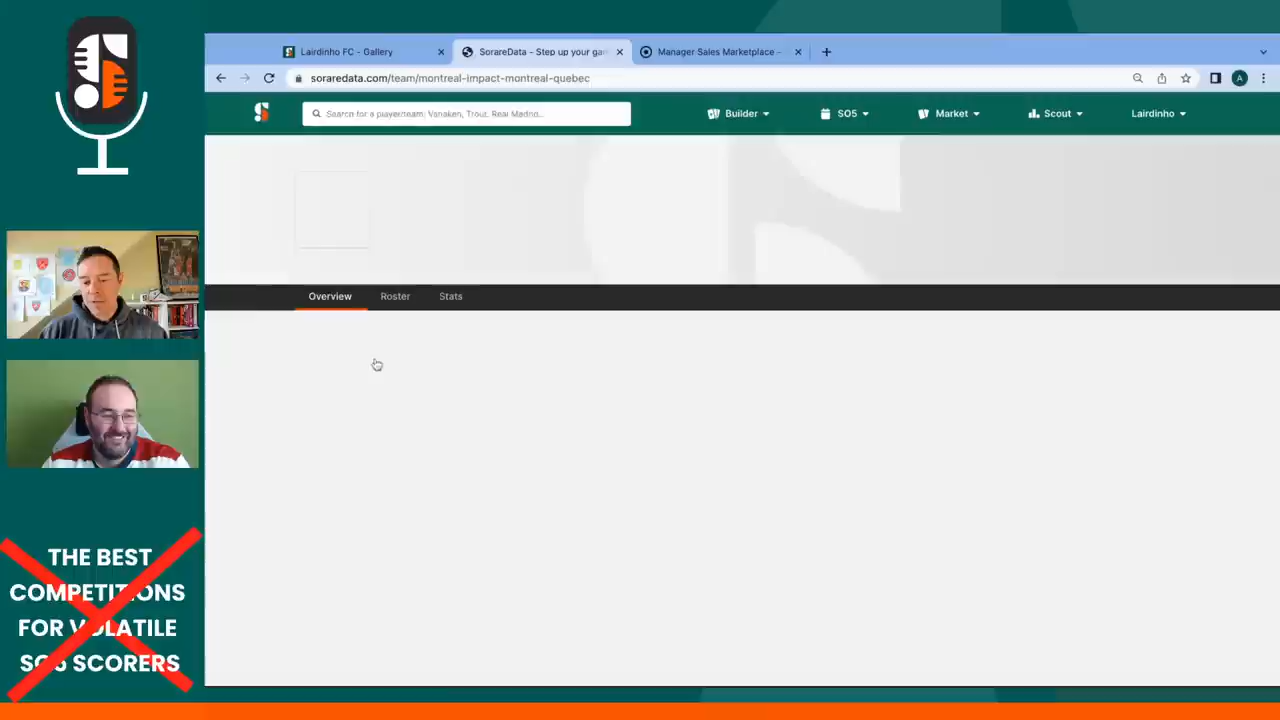 Lairdinho FC - Gallery
SorareData - Step up your gam
Manager Sales Marketplace -
soraredata.com/team/montreal-impact-montreal-quebec
A
Search for a player/team: Vanaken, Trout, Real Madrid...
Builder
SO5
Market
Scout
Lairdinho
Overview
Roster
Stats
THE BEST
COMPETITIONS
FOR VOLATILE
SO5 SCORERS